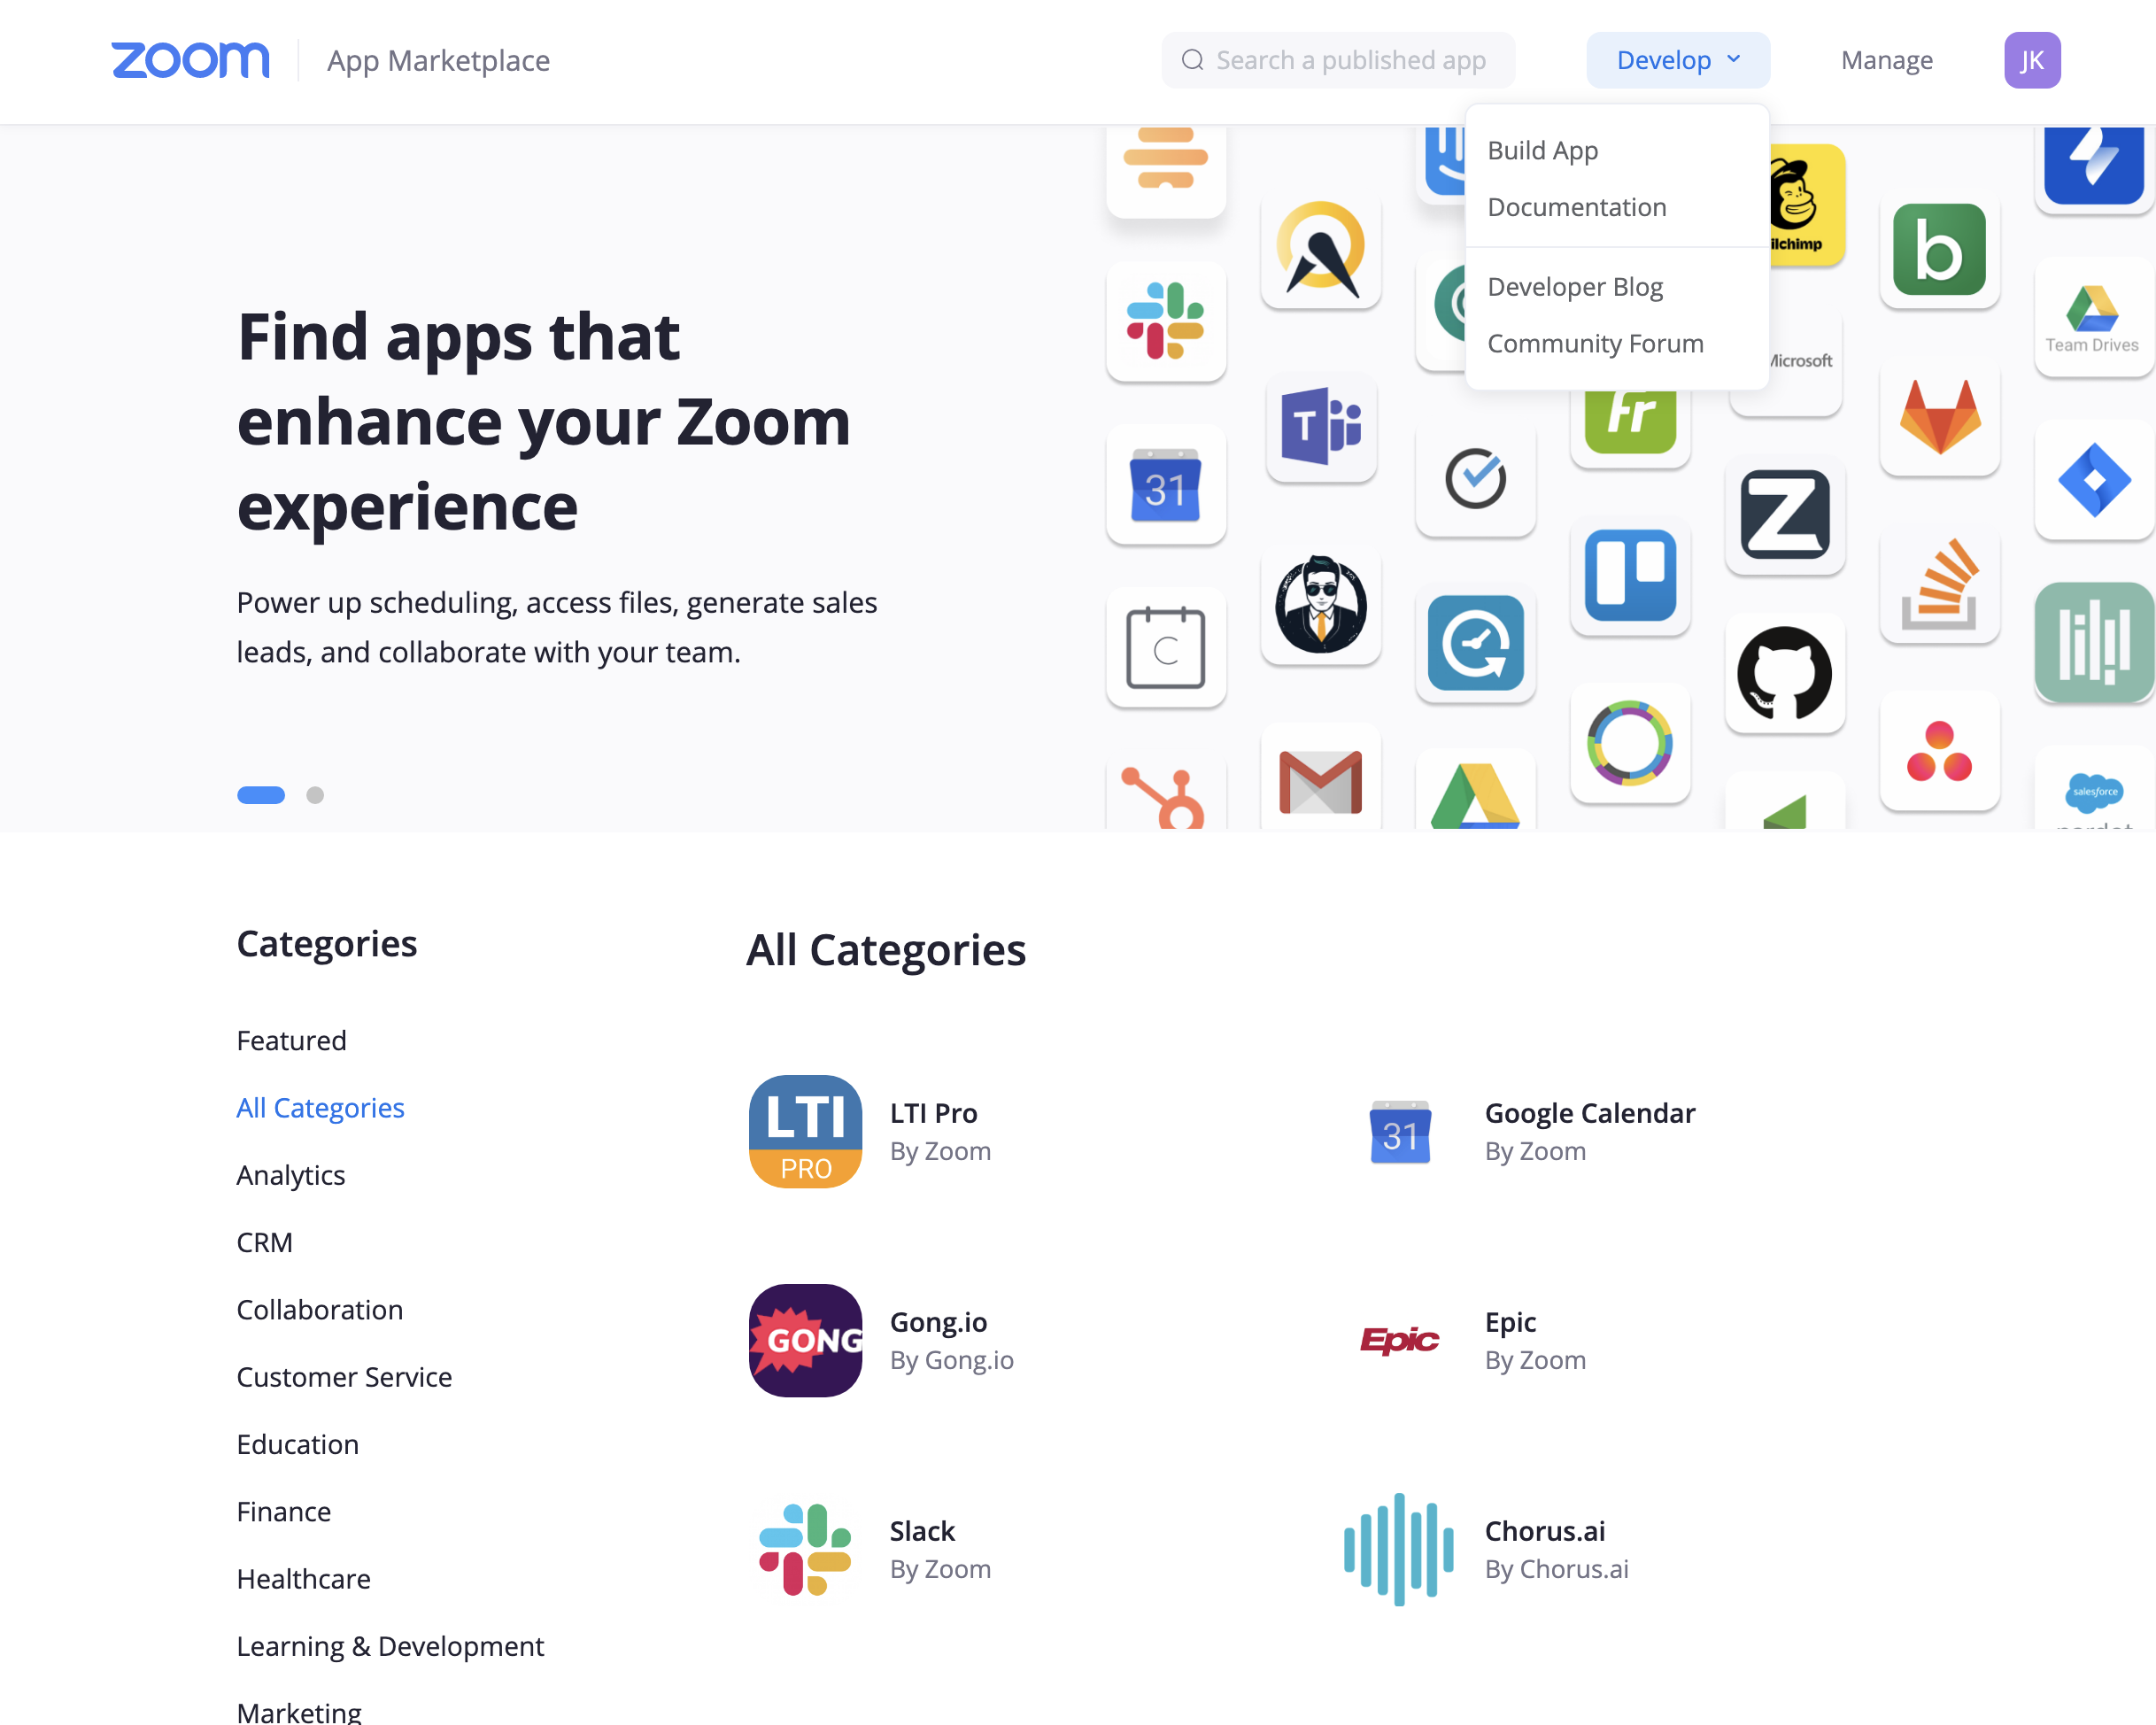 zoom
App Marketplace
Search a published app
Develop
Manage
JK
Build App
Documentation
Developer Blog
Community Forum
Find apps that
enhance your Zoom
experience
Power up scheduling, access files, generate sales
leads, and collaborate with your team.
ilchimp
b
Team Drives
Microsoft
T
Fr
31
Z
C
salesforce
Categories
Featured
All Categories
Analytics
CRM
Collaboration
Customer Service
Education
Finance
Healthcare
Learning & Development
Marketing
All Categories
LTI
PRO
LTI Pro
By Zoom
31
Google Calendar
By Zoom
GONG
Gong.io
By Gong.io
Epic
Epic
By Zoom
Slack
By Zoom
Chorus.ai
By Chorus.ai